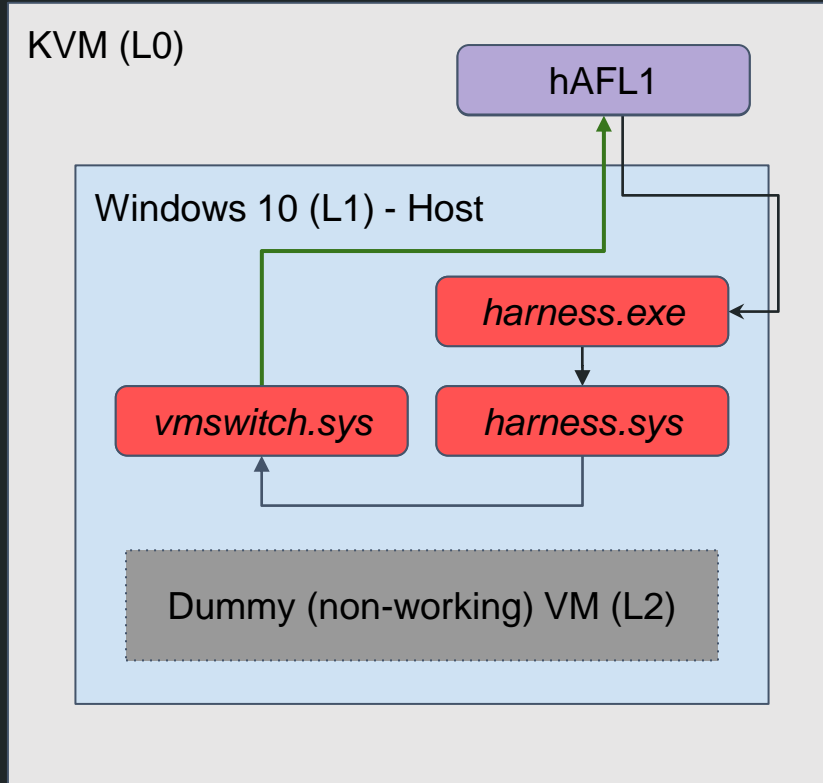 KVM (L0)
hAFL1
Windows 10 (L1) - Host
harness.exe
vmswitch.sys
harness.sys
Dummy (non-working) VM (L2)